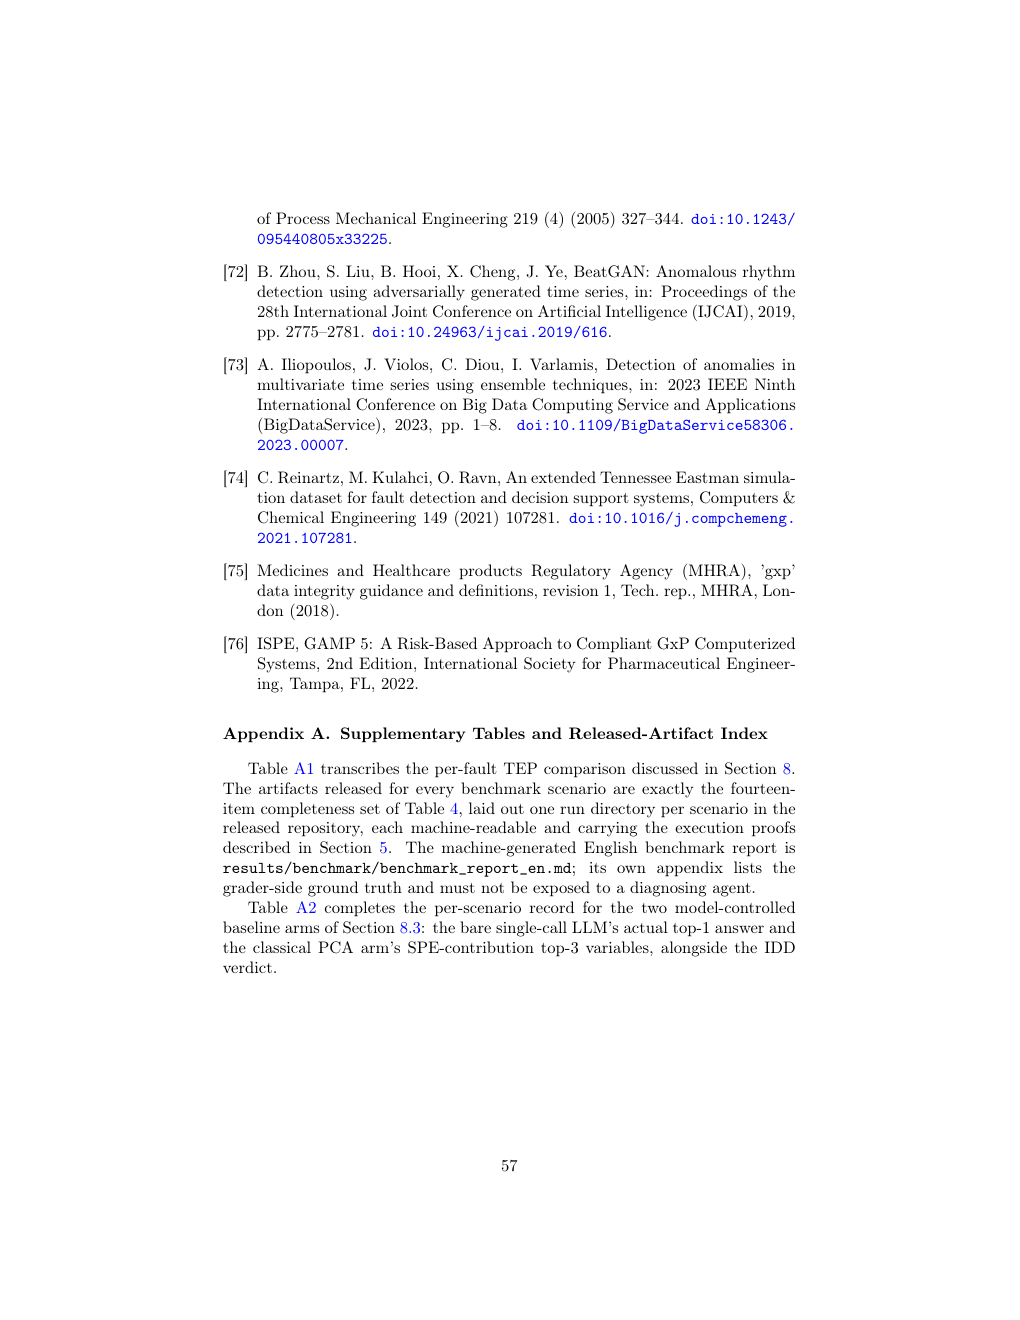 of Process Mechanical Engineering 219 (4) (2005) 327–344. doi:10.1243/
095440805x33225.
[72] B. Zhou, S. Liu, B. Hooi, X. Cheng, J. Ye, BeatGAN: Anomalous rhythm
detection using adversarially generated time series, in: Proceedings of the
28th International Joint Conference on Artificial Intelligence (IJCAI), 2019,
pp. 2775–2781. doi:10.24963/ijcai.2019/616.
[73] A. Iliopoulos, J. Violos, C. Diou, I. Varlamis, Detection of anomalies in
multivariate time series using ensemble techniques, in: 2023 IEEE Ninth
International Conference on Big Data Computing Service and Applications
(BigDataService), 2023, pp. 1–8. doi:10.1109/BigDataService58306.
2023.00007.
[74] C. Reinartz, M. Kulahci, O. Ravn, An extended Tennessee Eastman simula-
tion dataset for fault detection and decision support systems, Computers &
Chemical Engineering 149 (2021) 107281. doi:10.1016/j.compchemeng.
2021.107281.
[75] Medicines and Healthcare products Regulatory Agency (MHRA), 'gxp'
data integrity guidance and definitions, revision 1, Tech. rep., MHRA, Lon-
don (2018).
[76] ISPE, GAMP 5: A Risk-Based Approach to Compliant GxP Computerized
Systems, 2nd Edition, International Society for Pharmaceutical Engineer-
ing, Tampa, FL, 2022.
Appendix A. Supplementary Tables and Released-Artifact Index
Table A1 transcribes the per-fault TEP comparison discussed in Section 8.
The artifacts released for every benchmark scenario are exactly the fourteen-
item completeness set of Table 4, laid out one run directory per scenario in the
released repository, each machine-readable and carrying the execution proofs
described in Section 5. The machine-generated English benchmark report is
results/benchmark/benchmark_report_en.md; its own appendix lists the
grader-side ground truth and must not be exposed to a diagnosing agent.
Table A2 completes the per-scenario record for the two model-controlled
baseline arms of Section 8.3: the bare single-call LLM's actual top-1 answer and
the classical PCA arm's SPE-contribution top-3 variables, alongside the IDD
verdict.
57